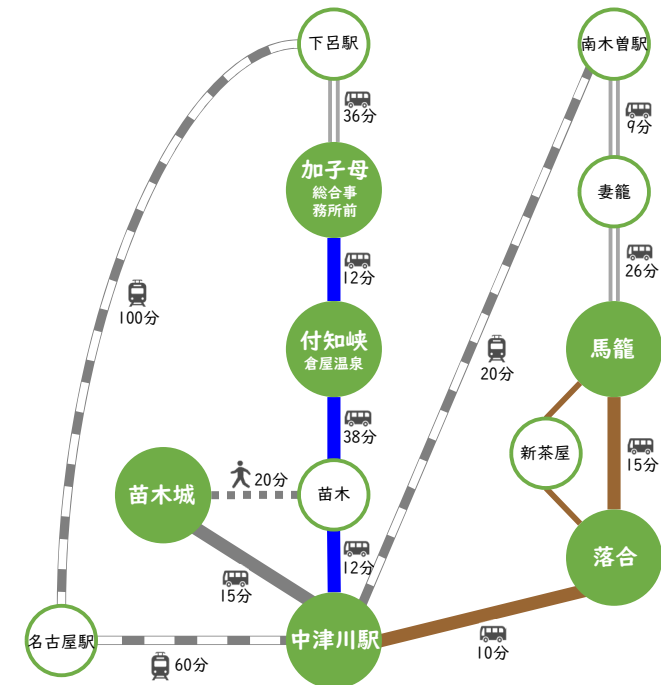 下呂駅
南木曽駅
36分
9分
加子母
総合事
務所前
妻籠
12分
26分
100分
付知峡
倉屋温泉
20分
馬籠
38分
新茶屋
15分
苗木城
20分
苗木
落合
12分
15分
名古屋駅
中津川駅
10分
60分